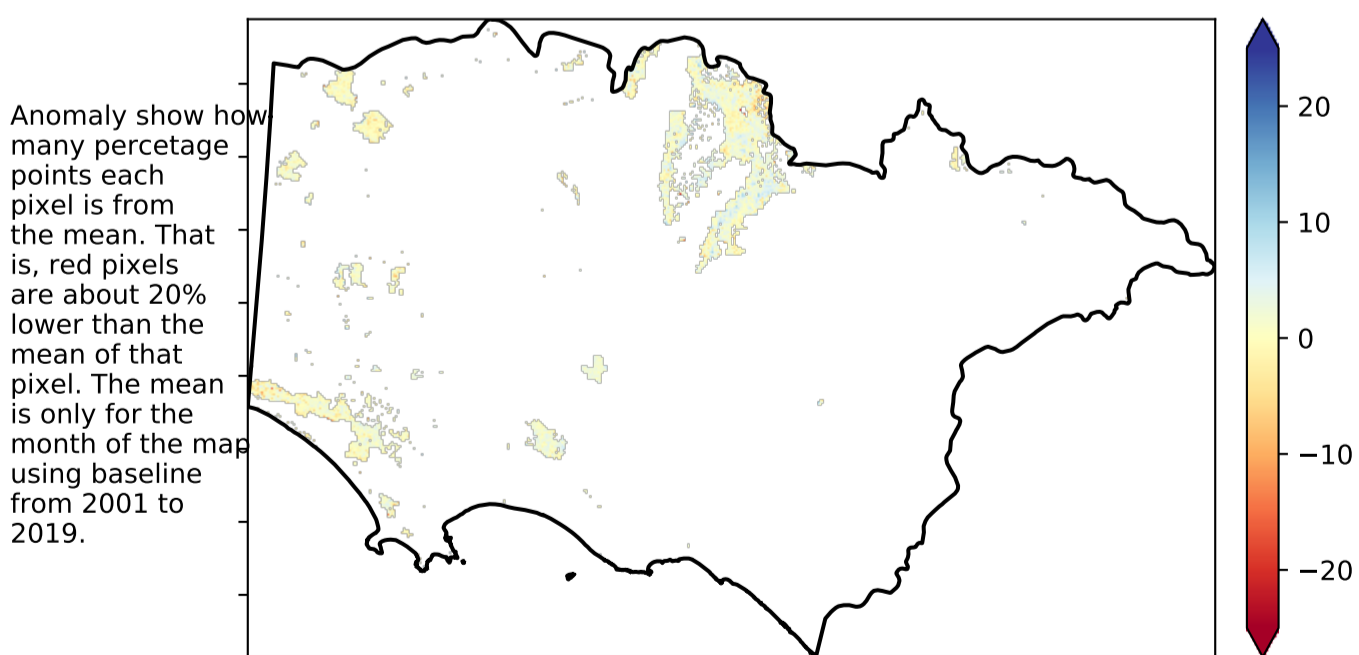 Anomaly show how
many percetage
points each
pixel is from
the mean. That
is, red pixels
are about 20%
lower than the
mean of that
pixel. The mean
is only for the
month of the map
using baseline
from 2001 to
2019.
20
10
0
−10
−20